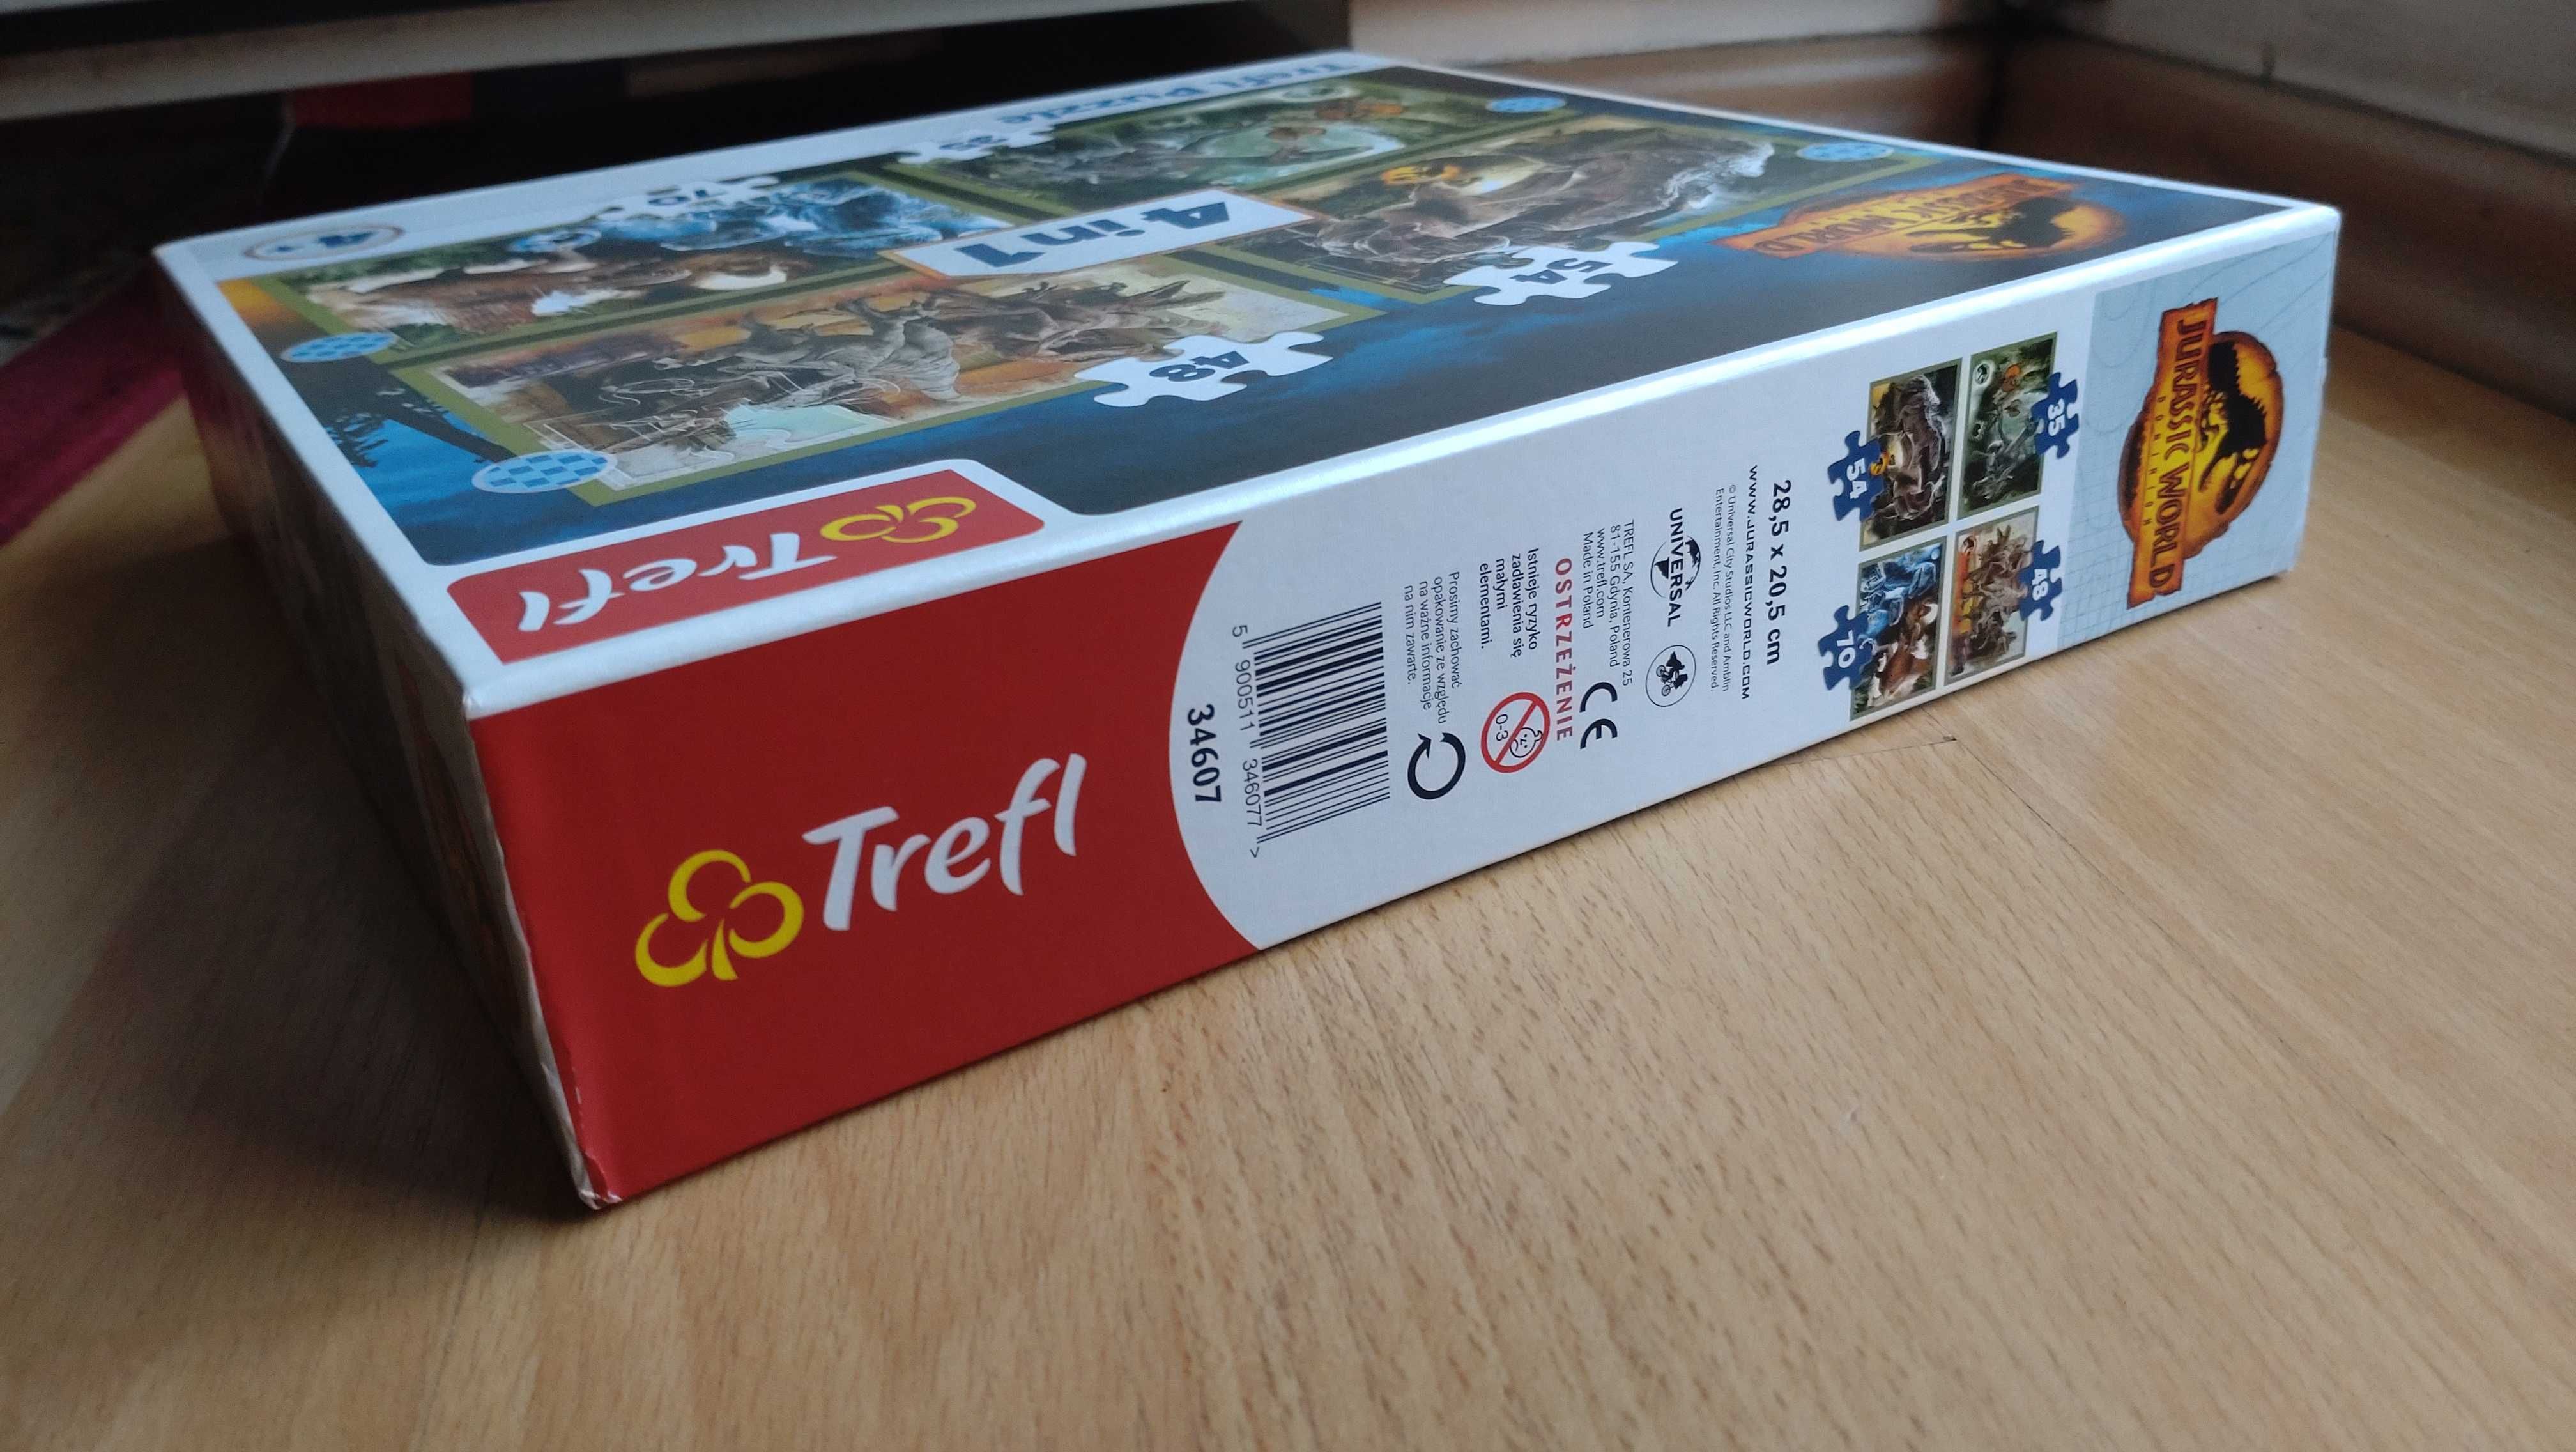 Trefl Puzzle
35
4+
70
4 in 1
54
48
JURASSIC WORLD
Trefl
Trefl
34607
5 900511 346077 >
Prosimy zachować
opakowanie ze względu
na ważne informacje
na nim zawarte.
OSTRZEŻENIE
Istnieje ryzyko
zadławienia się
małymi
elementami.
0-3
TREFL SA, Kontenerowa 25
81-155 Gdynia, Poland
www.trefl.com
Made in Poland
CE
UNIVERSAL
© Universal City Studios LLC and Amblin
Entertainment, Inc. All Rights Reserved.
WWW.JURASSICWORLD.COM
28,5 x 20,5 cm
35
54
48
70
JURASSIC WORLD
DOMINION